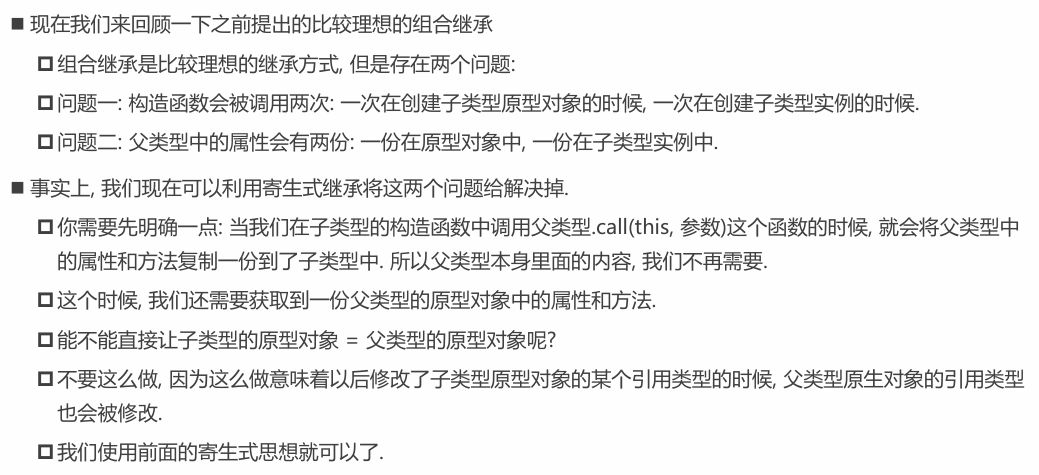 现在我们来回顾一下之前提出的比较理想的组合继承
组合继承是比较理想的继承方式, 但是存在两个问题:
问题一: 构造函数会被调用两次: 一次在创建子类型原型对象的时候, 一次在创建子类型实例的时候.
问题二: 父类型中的属性会有两份: 一份在原型对象中, 一份在子类型实例中.
事实上, 我们现在可以利用寄生式继承将这两个问题给解决掉.
你需要先明确一点: 当我们在子类型的构造函数中调用父类型.call(this, 参数)这个函数的时候, 就会将父类型中
的属性和方法复制一份到了子类型中. 所以父类型本身里面的内容, 我们不再需要.
这个时候, 我们还需要获取到一份父类型的原型对象中的属性和方法.
能不能直接让子类型的原型对象 = 父类型的原型对象呢?
不要这么做, 因为这么做意味着以后修改了子类型原型对象的某个引用类型的时候, 父类型原生对象的引用类型
也会被修改.
我们使用前面的寄生式思想就可以了.